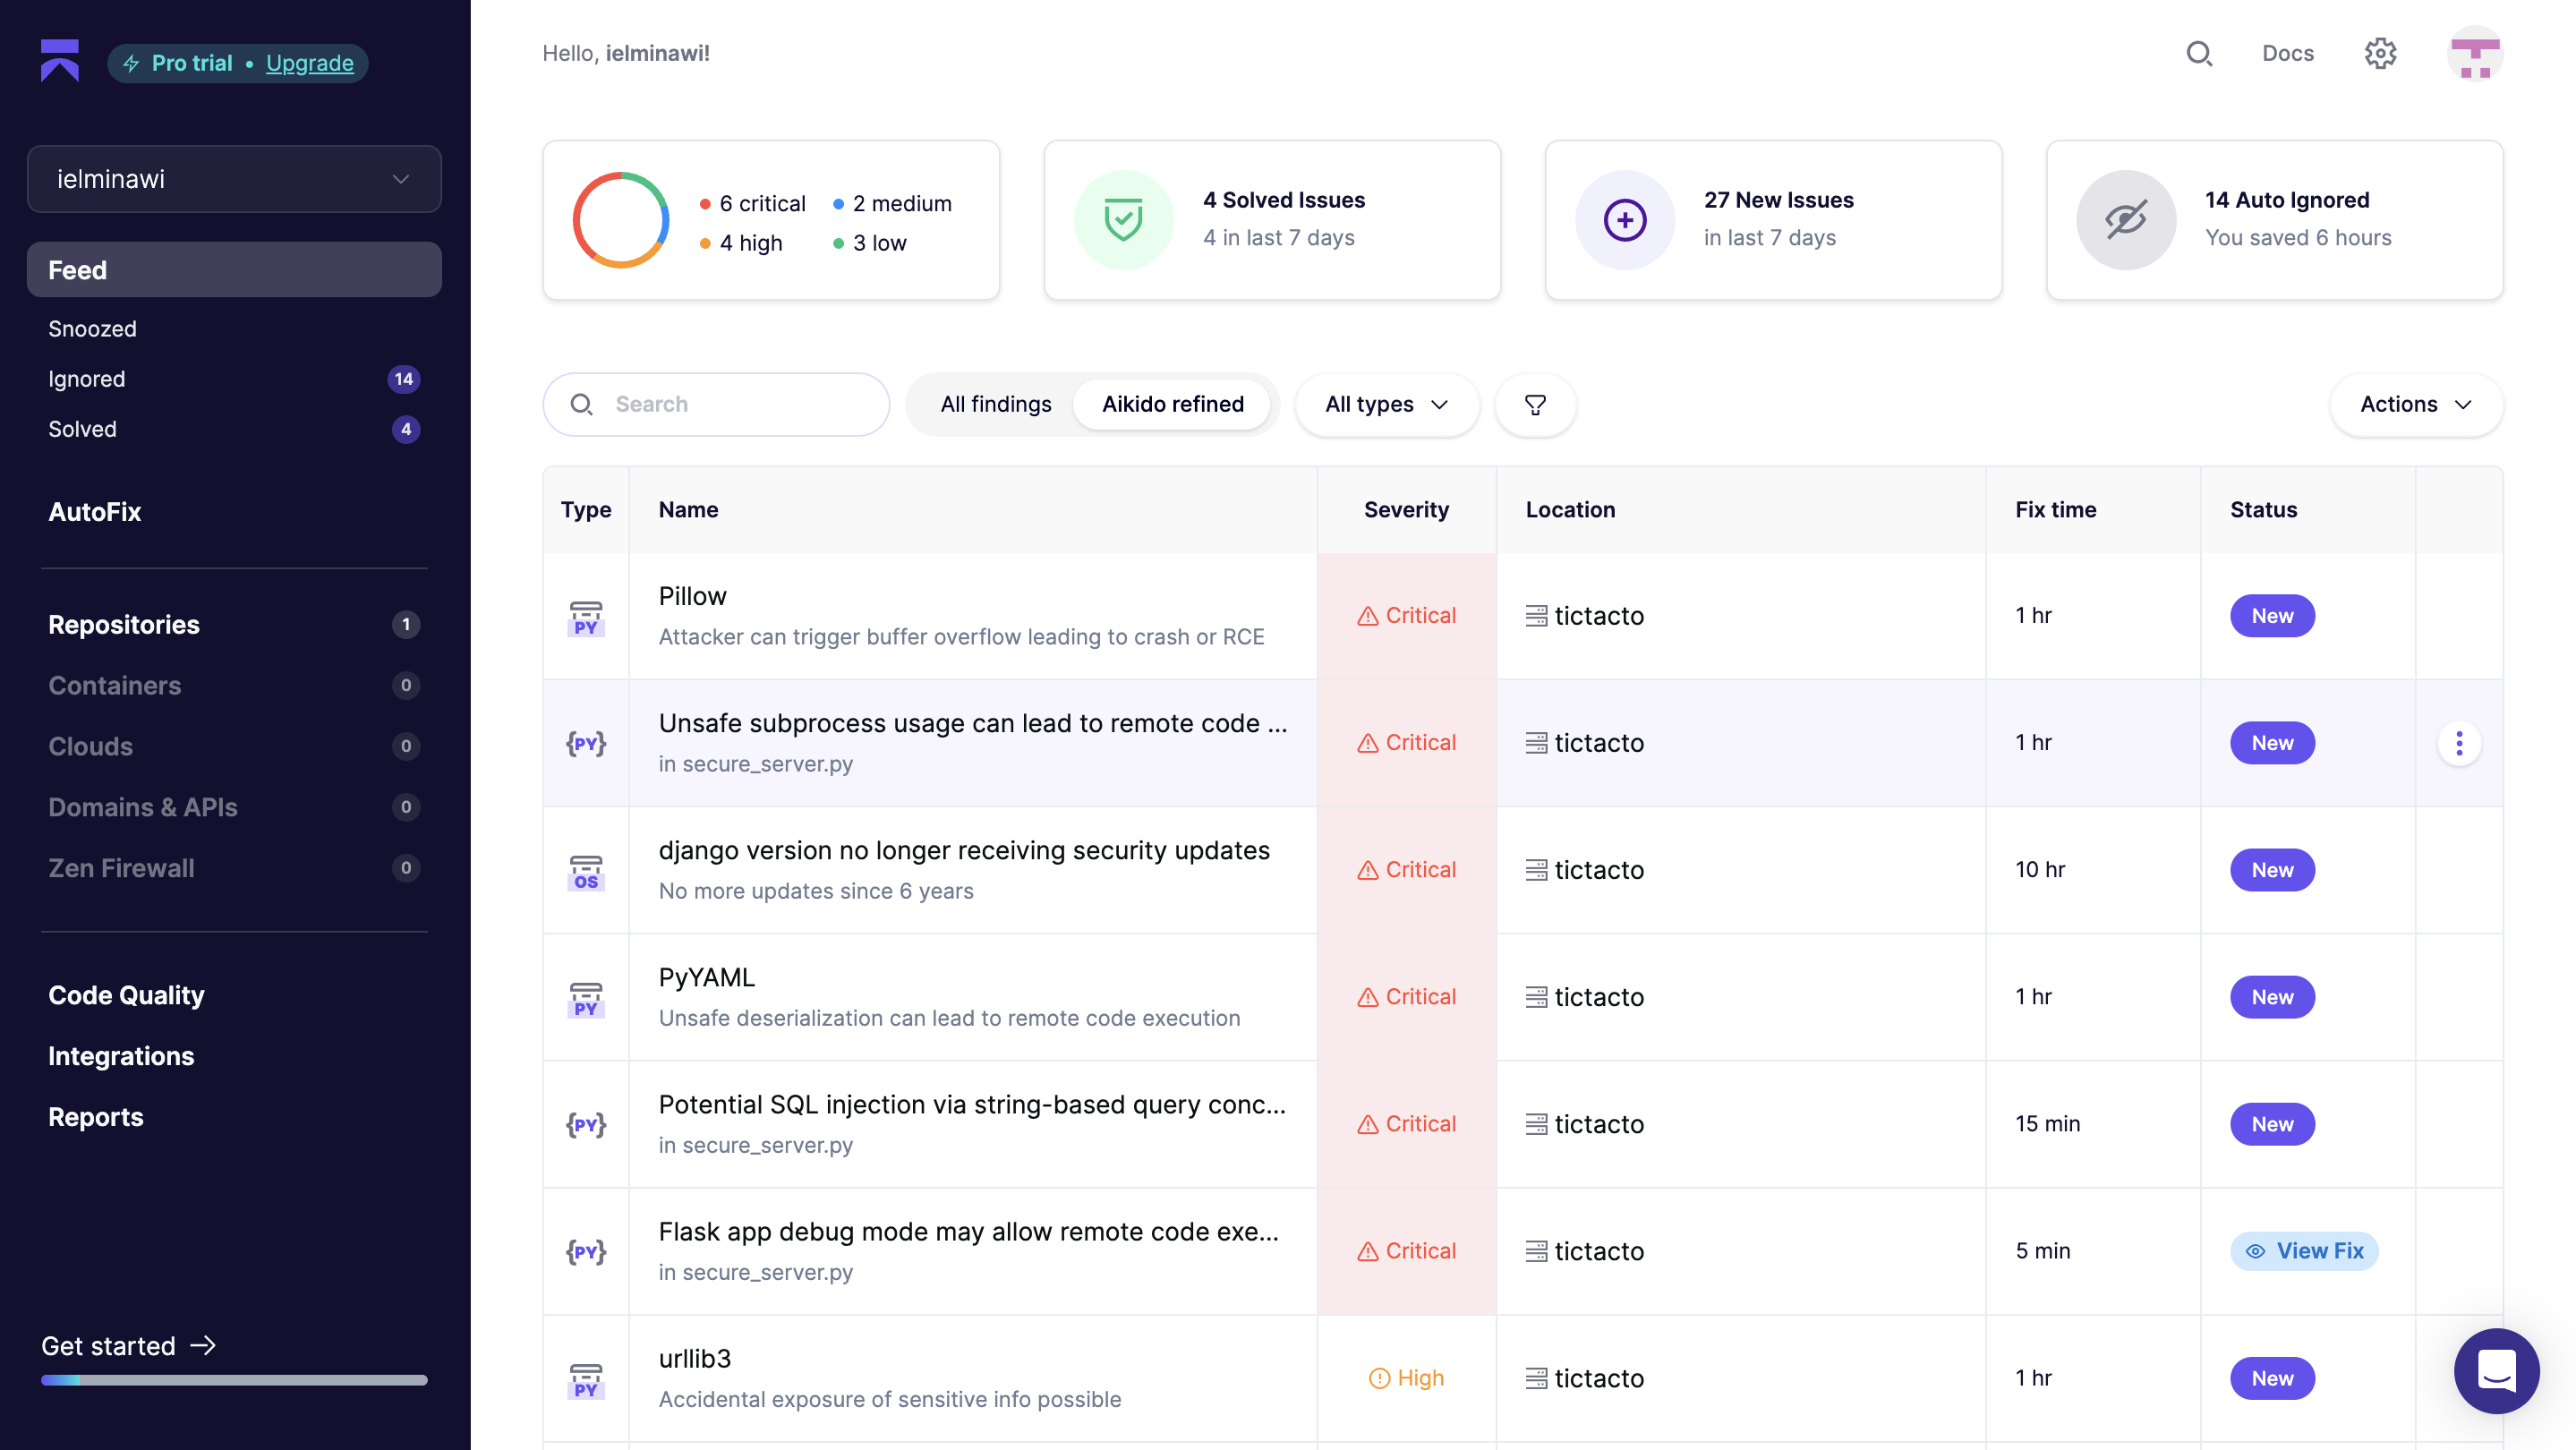 Pro trial • Upgrade
ielminawi
Feed
Snoozed
Ignored 14
Solved 4
AutoFix
Repositories 1
Containers 0
Clouds 0
Domains & APIs 0
Zen Firewall 0
Code Quality
Integrations
Reports
Get started
Hello, ielminawi!
Docs
6 critical
2 medium
4 high
3 low
4 Solved Issues
4 in last 7 days
27 New Issues
in last 7 days
14 Auto Ignored
You saved 6 hours
Search
All findings
Aikido refined
All types
Actions
Type Name Severity Location Fix time Status
PY
Pillow
Attacker can trigger buffer overflow leading to crash or RCE
Critical
tictacto
1 hr
New
{PY}
Unsafe subprocess usage can lead to remote code ...
in secure_server.py
Critical
tictacto
1 hr
New
OS
django version no longer receiving security updates
No more updates since 6 years
Critical
tictacto
10 hr
New
PY
PyYAML
Unsafe deserialization can lead to remote code execution
Critical
tictacto
1 hr
New
{PY}
Potential SQL injection via string-based query conc...
in secure_server.py
Critical
tictacto
15 min
New
{PY}
Flask app debug mode may allow remote code exe...
in secure_server.py
Critical
tictacto
5 min
View Fix
PY
urllib3
Accidental exposure of sensitive info possible
High
tictacto
1 hr
New